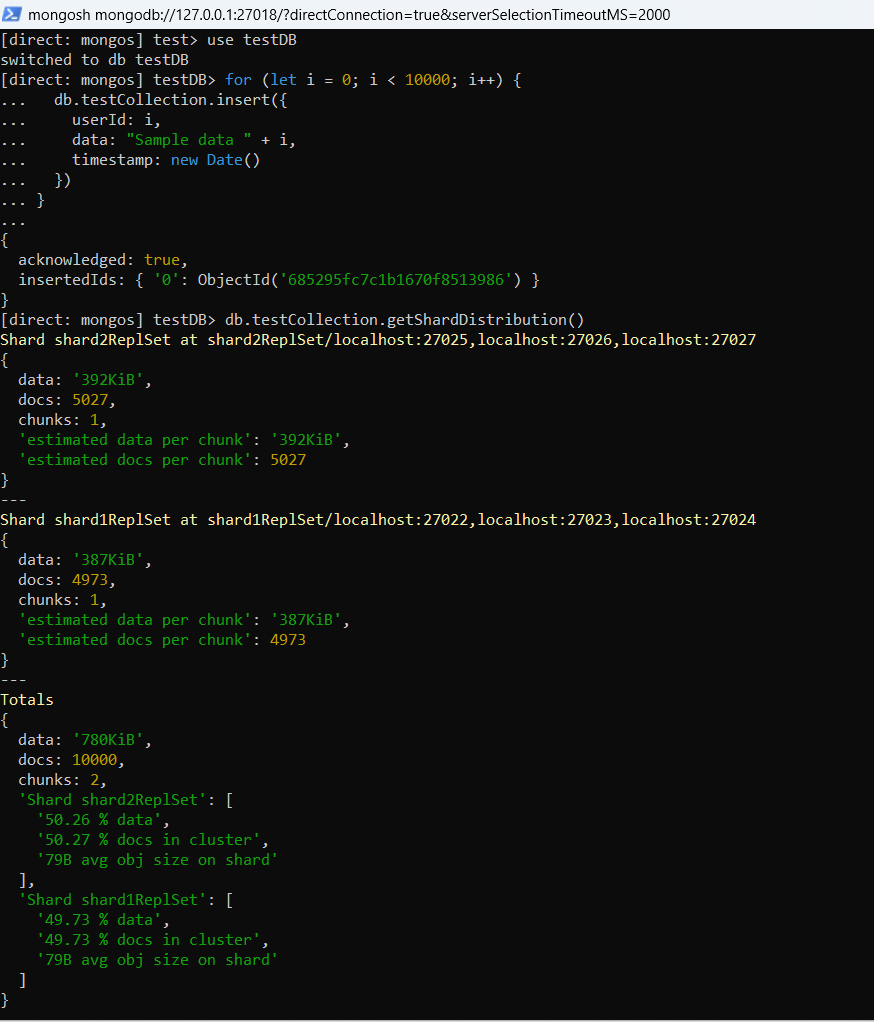 mongosh mongodb://127.0.0.1:27018/?directConnection=true&serverSelectionTimeoutMS=2000
[direct: mongos] test> use testDB
switched to db testDB
[direct: mongos] testDB> for (let i = 0; i < 10000; i++) {
...   db.testCollection.insert({
...     userId: i,
...     data: "Sample data " + i,
...     timestamp: new Date()
...   })
... }
...
{
  acknowledged: true,
  insertedIds: { '0': ObjectId('685295fc7c1b1670f8513986') }
}
[direct: mongos] testDB> db.testCollection.getShardDistribution()
Shard shard2ReplSet at shard2ReplSet/localhost:27025,localhost:27026,localhost:27027
{
  data: '392KiB',
  docs: 5027,
  chunks: 1,
  'estimated data per chunk': '392KiB',
  'estimated docs per chunk': 5027
}
---
Shard shard1ReplSet at shard1ReplSet/localhost:27022,localhost:27023,localhost:27024
{
  data: '387KiB',
  docs: 4973,
  chunks: 1,
  'estimated data per chunk': '387KiB',
  'estimated docs per chunk': 4973
}
---
Totals
{
  data: '780KiB',
  docs: 10000,
  chunks: 2,
  'Shard shard2ReplSet': [
    '50.26 % data',
    '50.27 % docs in cluster',
    '79B avg obj size on shard'
  ],
  'Shard shard1ReplSet': [
    '49.73 % data',
    '49.73 % docs in cluster',
    '79B avg obj size on shard'
  ]
}